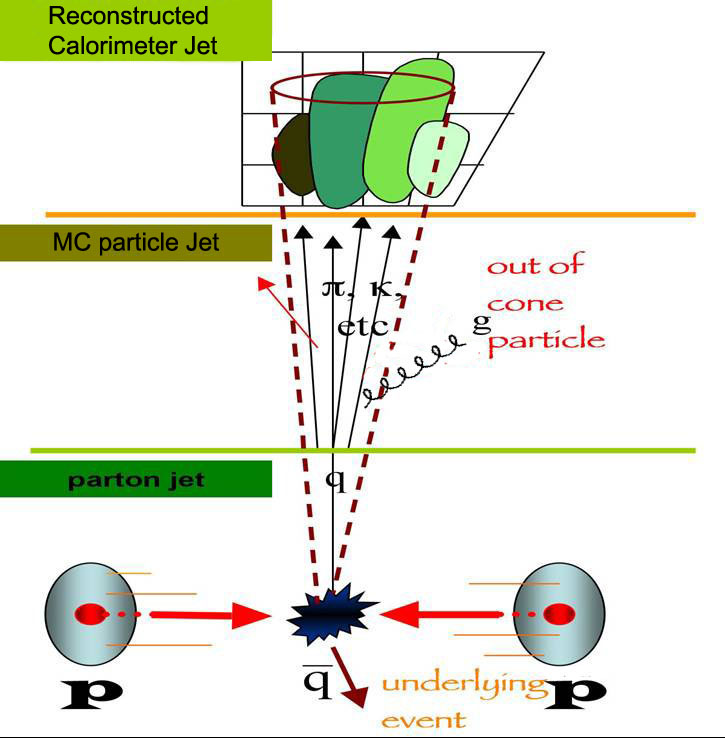 Reconstructed
Calorimeter Jet
MC particle Jet
π, κ,
etc
g
out of
cone
particle
parton jet
q
p
q̅
underlying
event
p